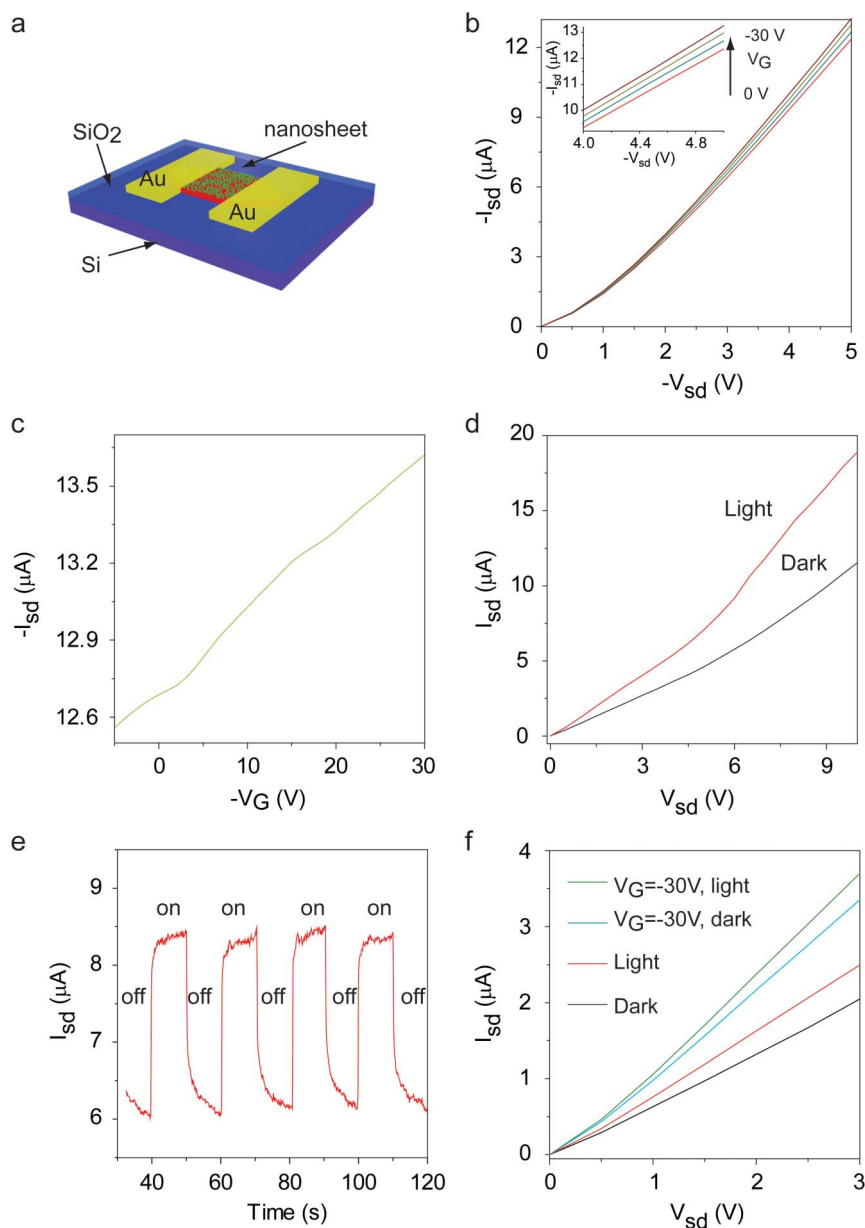 a
SiO2
nanosheet
Au
Au
Si
b
12
9
6
3
0
-Isd (μA)
0 1 2 3 4 5
-Vsd (V)
13
12
11
10
-Isd (μA)
4.0 4.4 4.8
-Vsd (V)
-30 V
VG
0 V
c
13.5
13.2
12.9
12.6
-Isd (μA)
0 10 20 30
-VG (V)
d
20
15
10
5
0
Isd (μA)
Light
Dark
0 3 6 9
Vsd (V)
e
9
8
7
6
Isd (μA)
on on on on
off off off off off
40 60 80 100 120
Time (s)
f
4
3
2
1
0
Isd (μA)
VG=-30V, light
VG=-30V, dark
Light
Dark
0 1 2 3
Vsd (V)